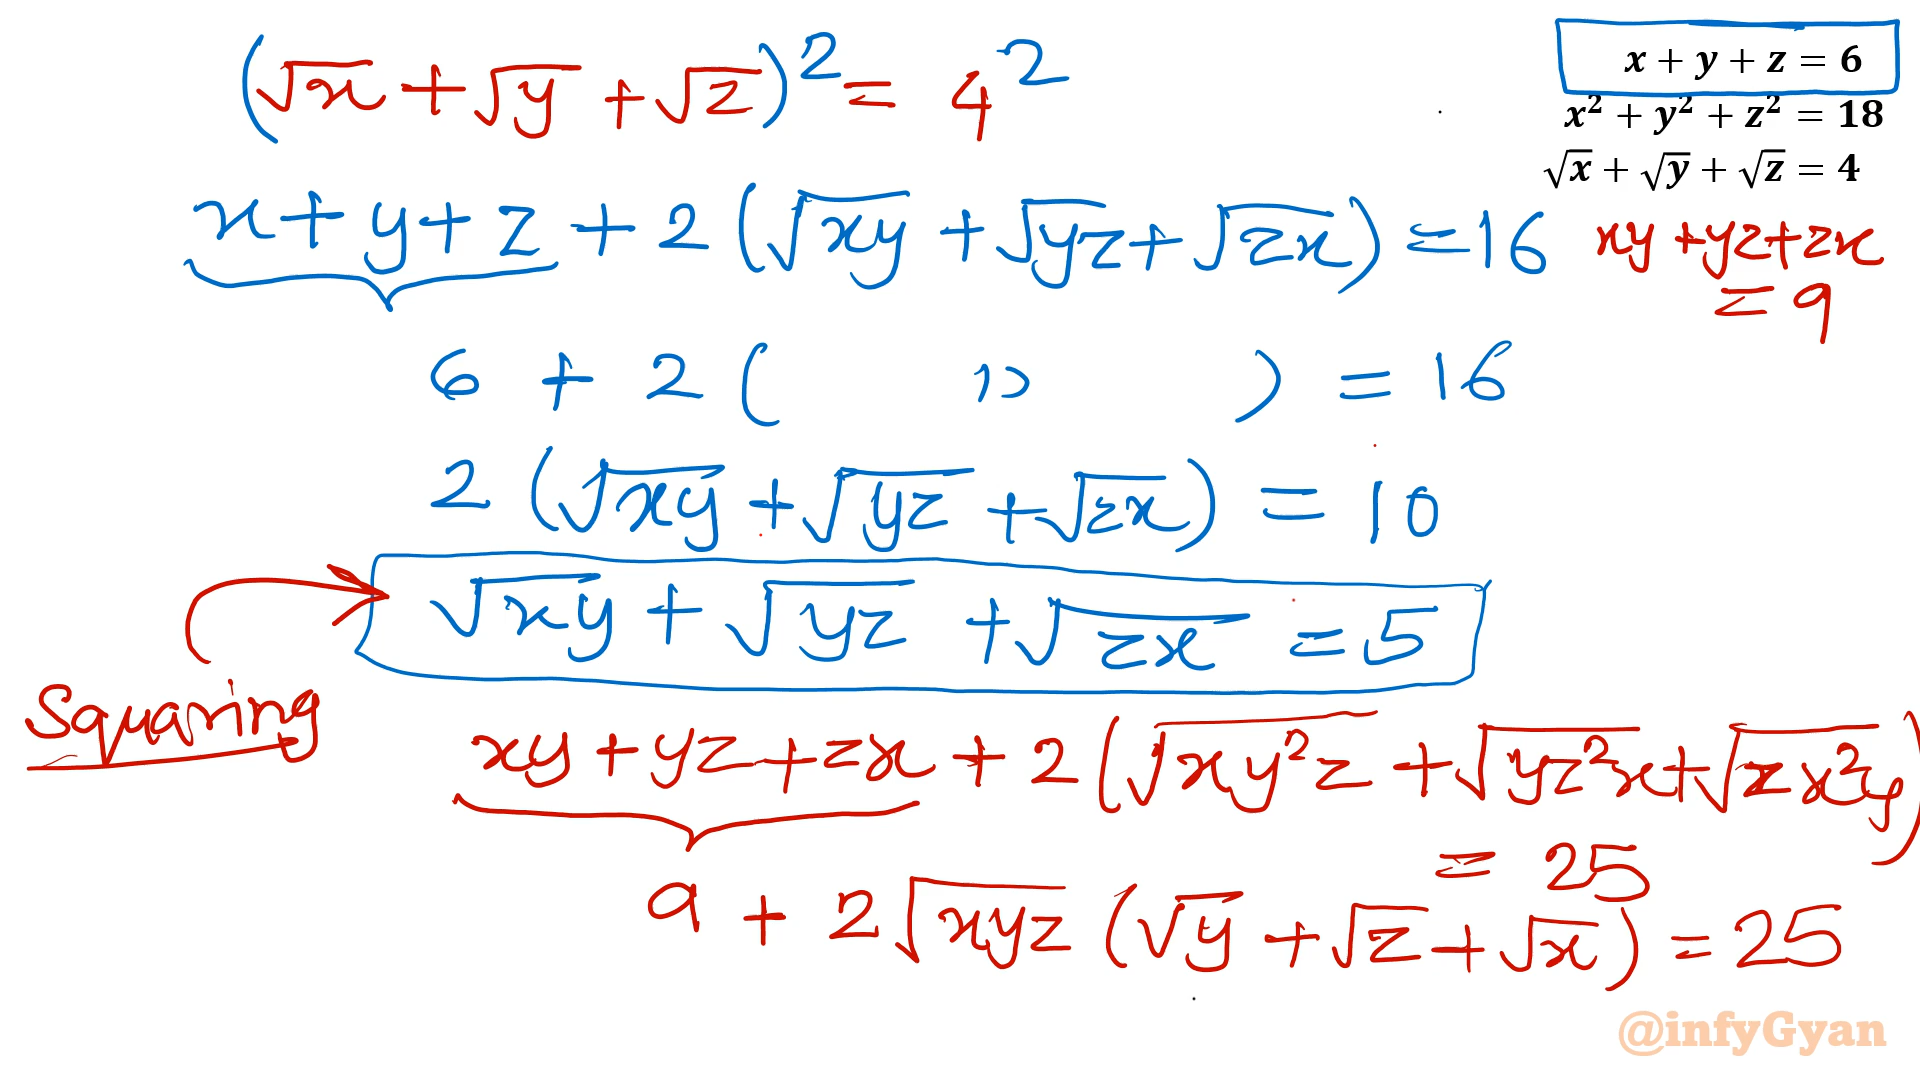 (√x + √y + √z)² = 4²
x + y + z = 6
x² + y² + z² = 18
√x + √y + √z = 4
x + y + z + 2 (√xy + √yz + √zx) = 16
xy + yz + zx
= 9
6 + 2 ( ,, ) = 16
2 (√xy + √yz + √zx) = 10
√xy + √yz + √zx = 5
Squaring
xy + yz + zx + 2 (√xy²z + √yz²x + √zx²y)
= 25
9 + 2√xyz (√y + √z + √x) = 25
@infyGyan